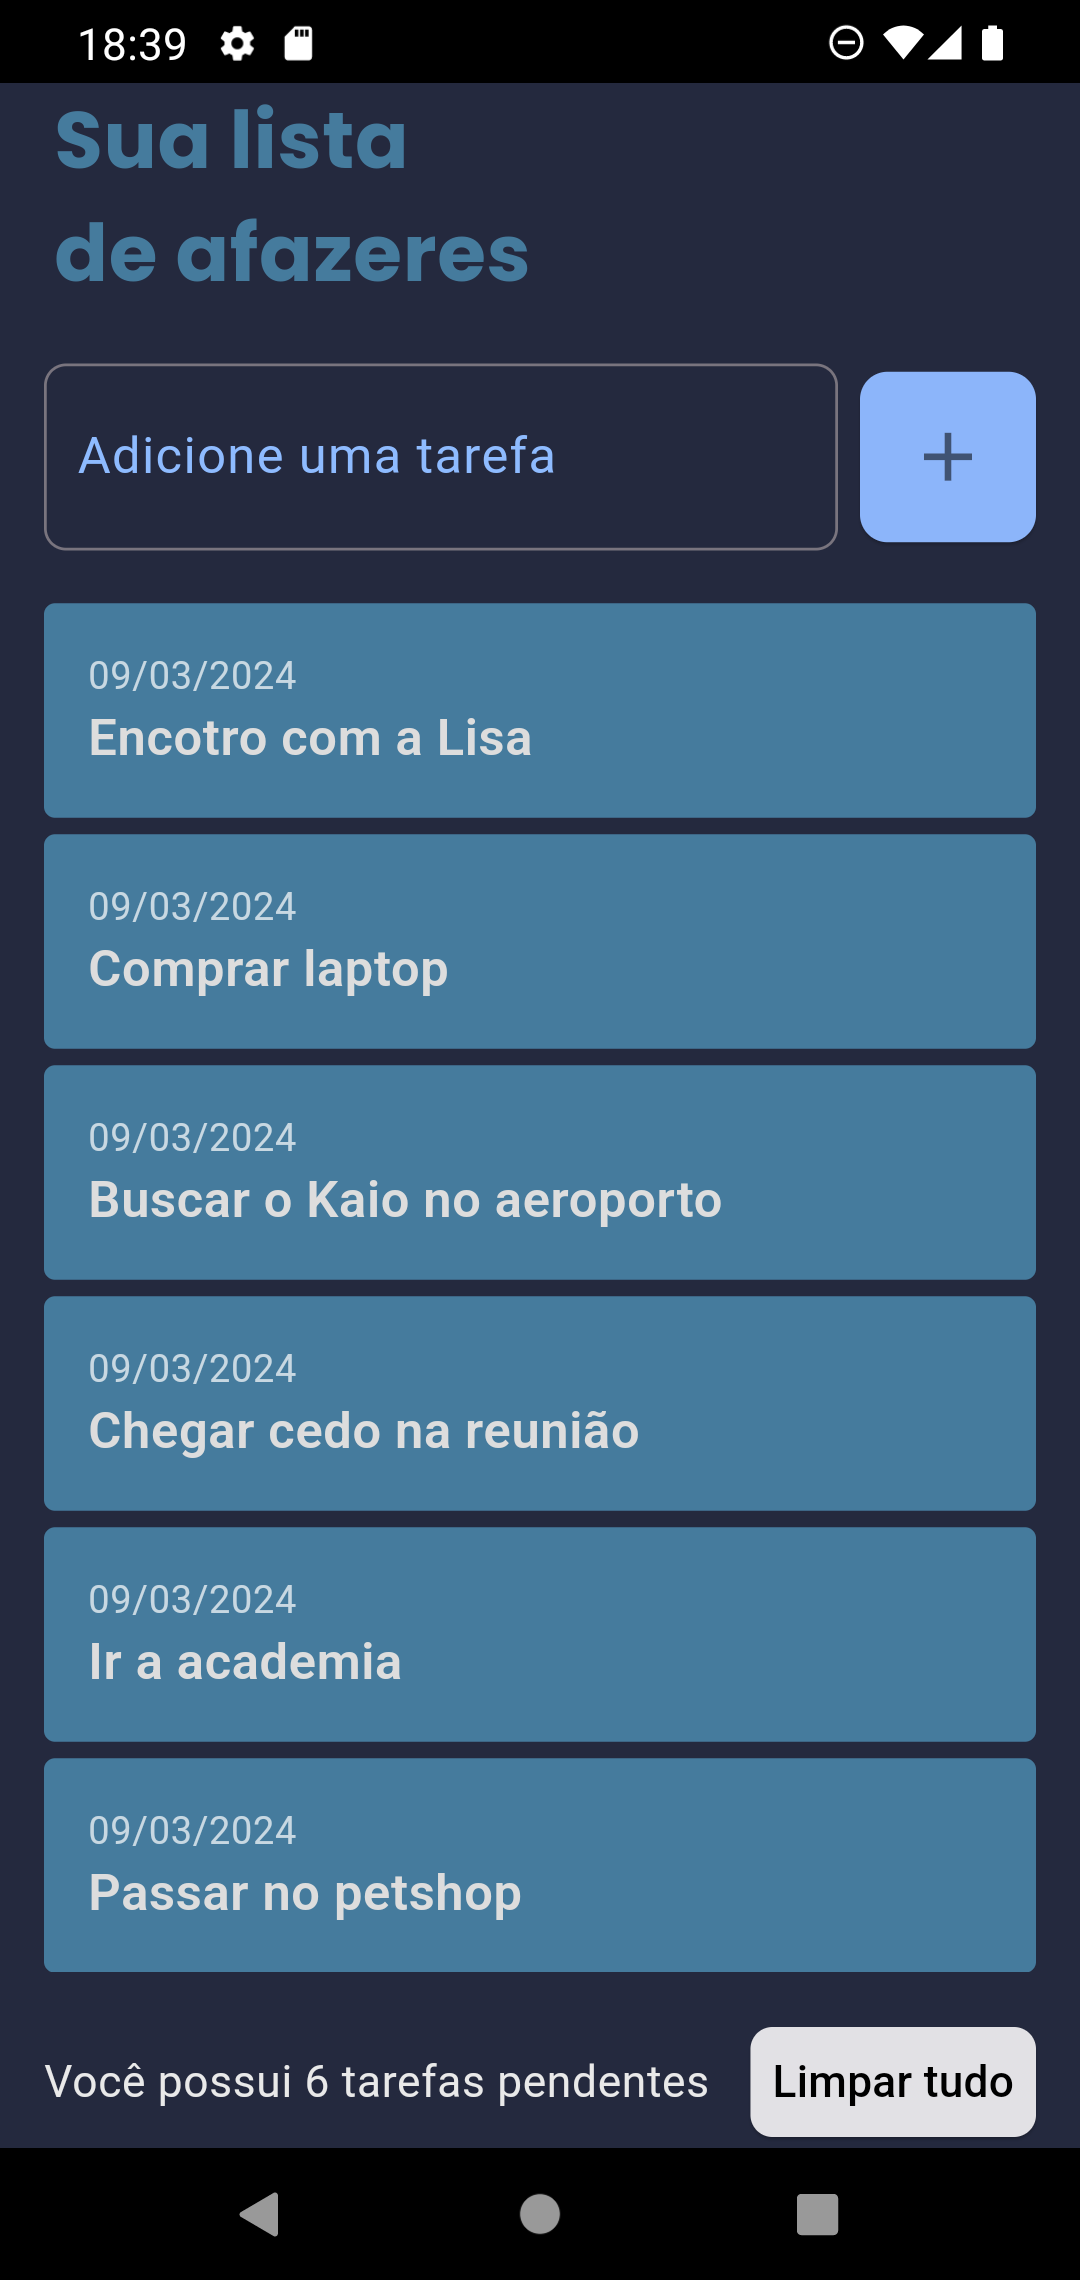 18:39
Sua lista
de afazeres
Adicione uma tarefa
09/03/2024
Encotro com a Lisa
09/03/2024
Comprar laptop
09/03/2024
Buscar o Kaio no aeroporto
09/03/2024
Chegar cedo na reunião
09/03/2024
Ir a academia
09/03/2024
Passar no petshop
Você possui 6 tarefas pendentes
Limpar tudo